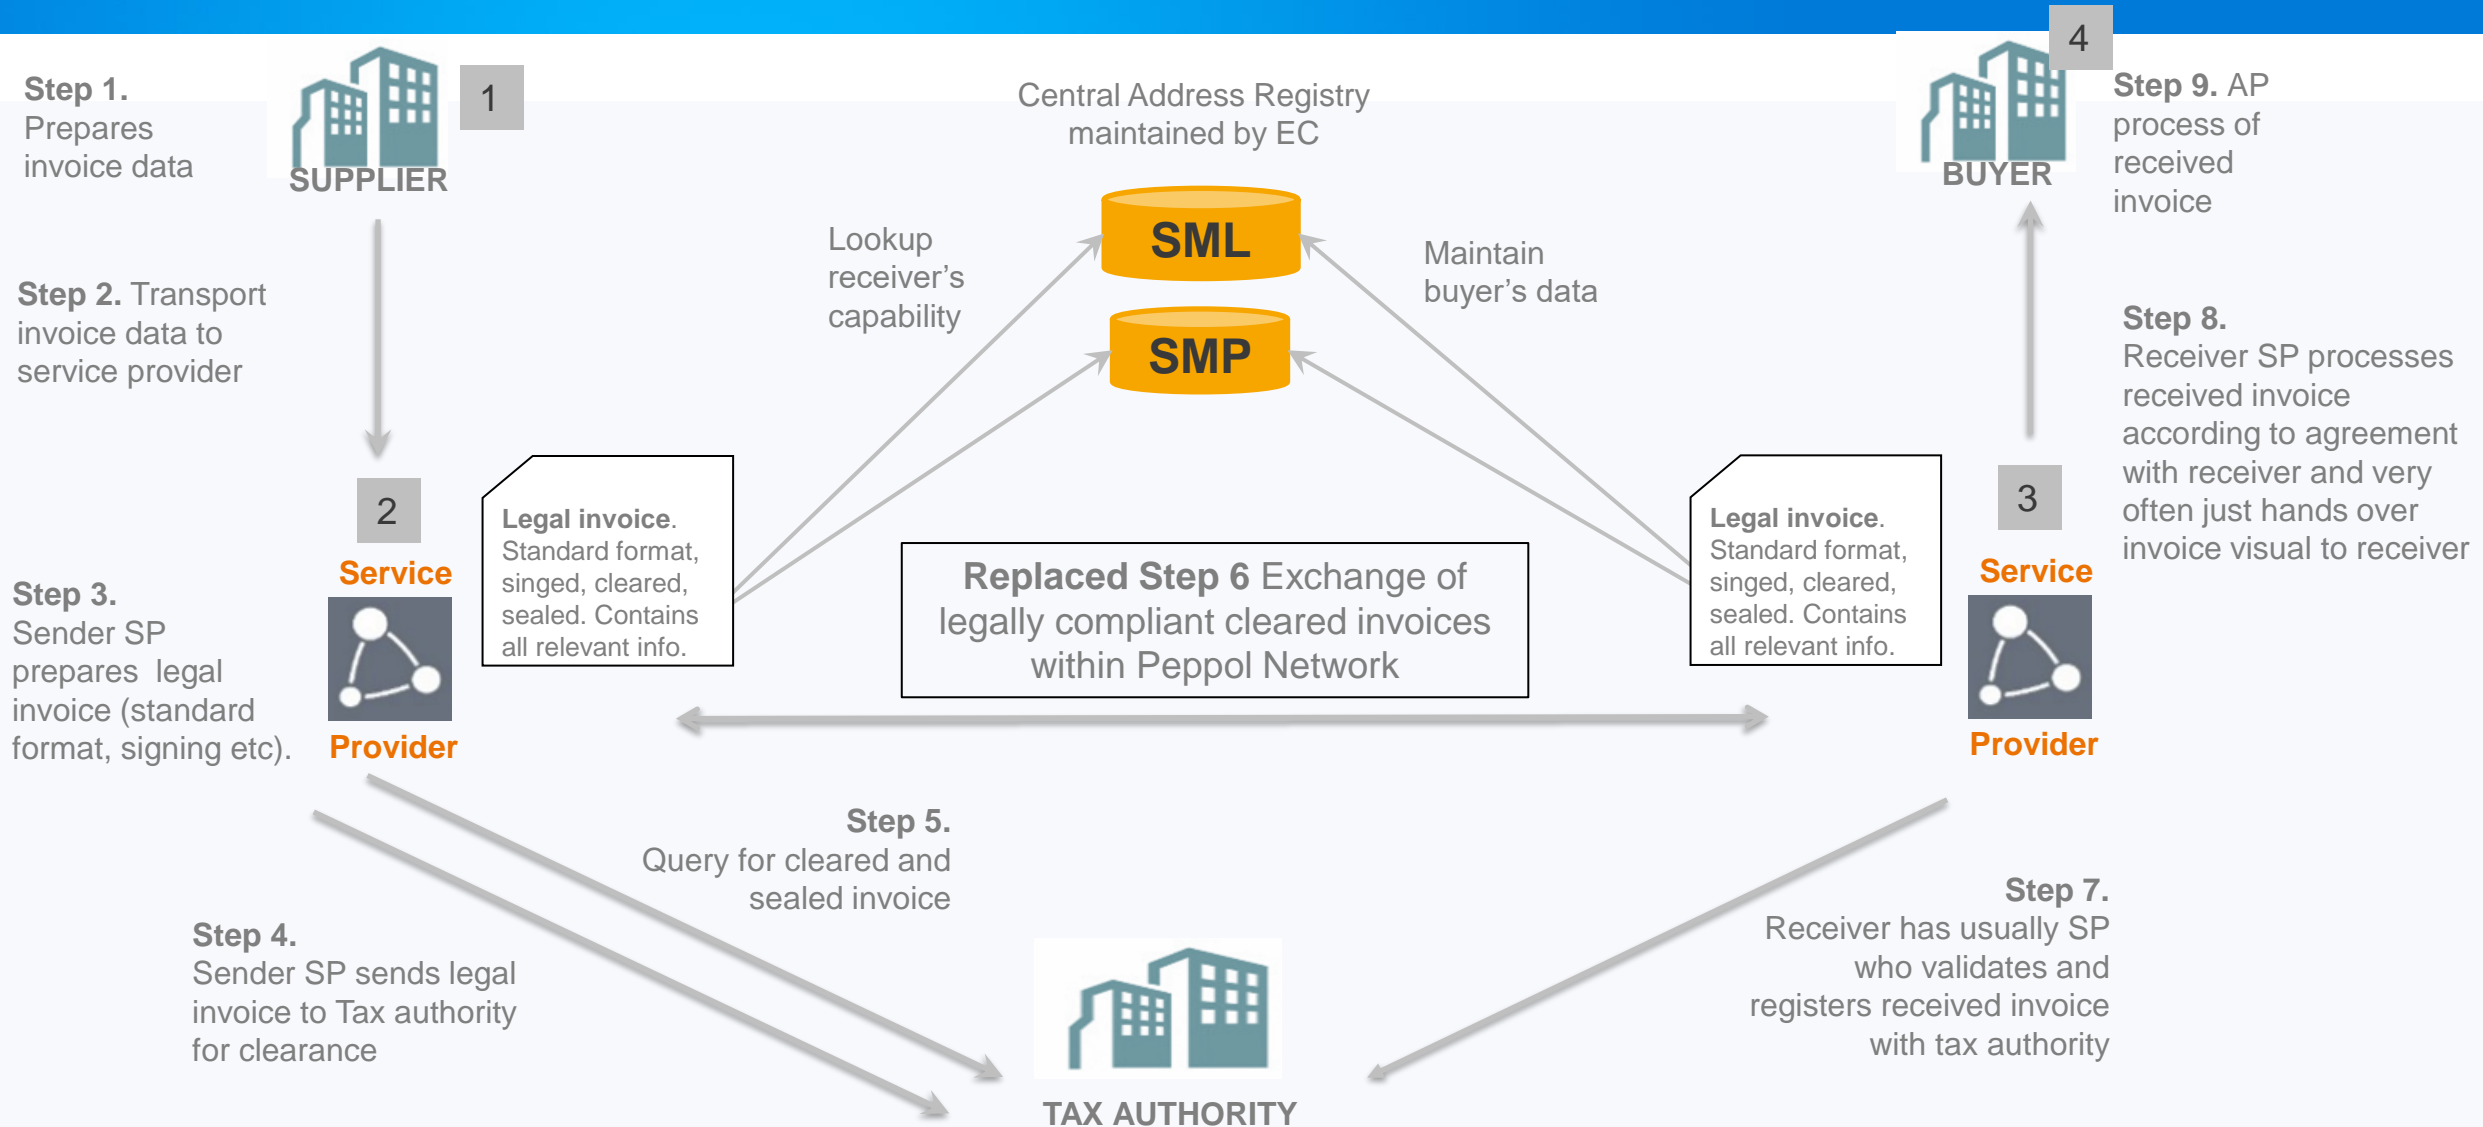 Step 1.
Prepares
invoice data
SUPPLIER
1
Central Address Registry
maintained by EC
4
BUYER
Step 9. AP
process of
received
invoice
SML
SMP
Lookup
receiver’s
capability
Maintain
buyer’s data
Step 2. Transport
invoice data to
service provider
Step 8.
Receiver SP processes
received invoice
according to agreement
with receiver and very
often just hands over
invoice visual to receiver
2
Service
Provider
Legal invoice.
Standard format,
singed, cleared,
sealed. Contains
all relevant info.
Replaced Step 6 Exchange of
legally compliant cleared invoices
within Peppol Network
Legal invoice.
Standard format,
singed, cleared,
sealed. Contains
all relevant info.
3
Service
Provider
Step 3.
Sender SP
prepares  legal
invoice (standard
format, signing etc).
Step 5.
Query for cleared and
sealed invoice
Step 4.
Sender SP sends legal
invoice to Tax authority
for clearance
Step 7.
Receiver has usually SP
who validates and
registers received invoice
with tax authority
TAX AUTHORITY